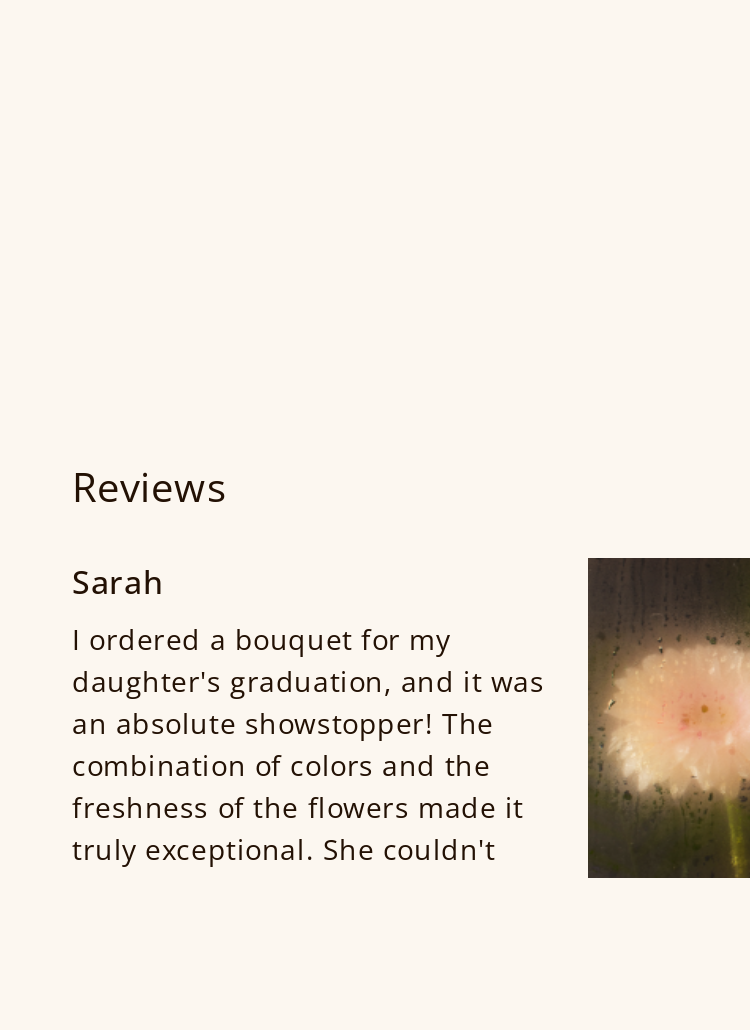 Reviews
Sarah
I ordered a bouquet for my
daughter's graduation, and it was
an absolute showstopper! The
combination of colors and the
freshness of the flowers made it
truly exceptional. She couldn't